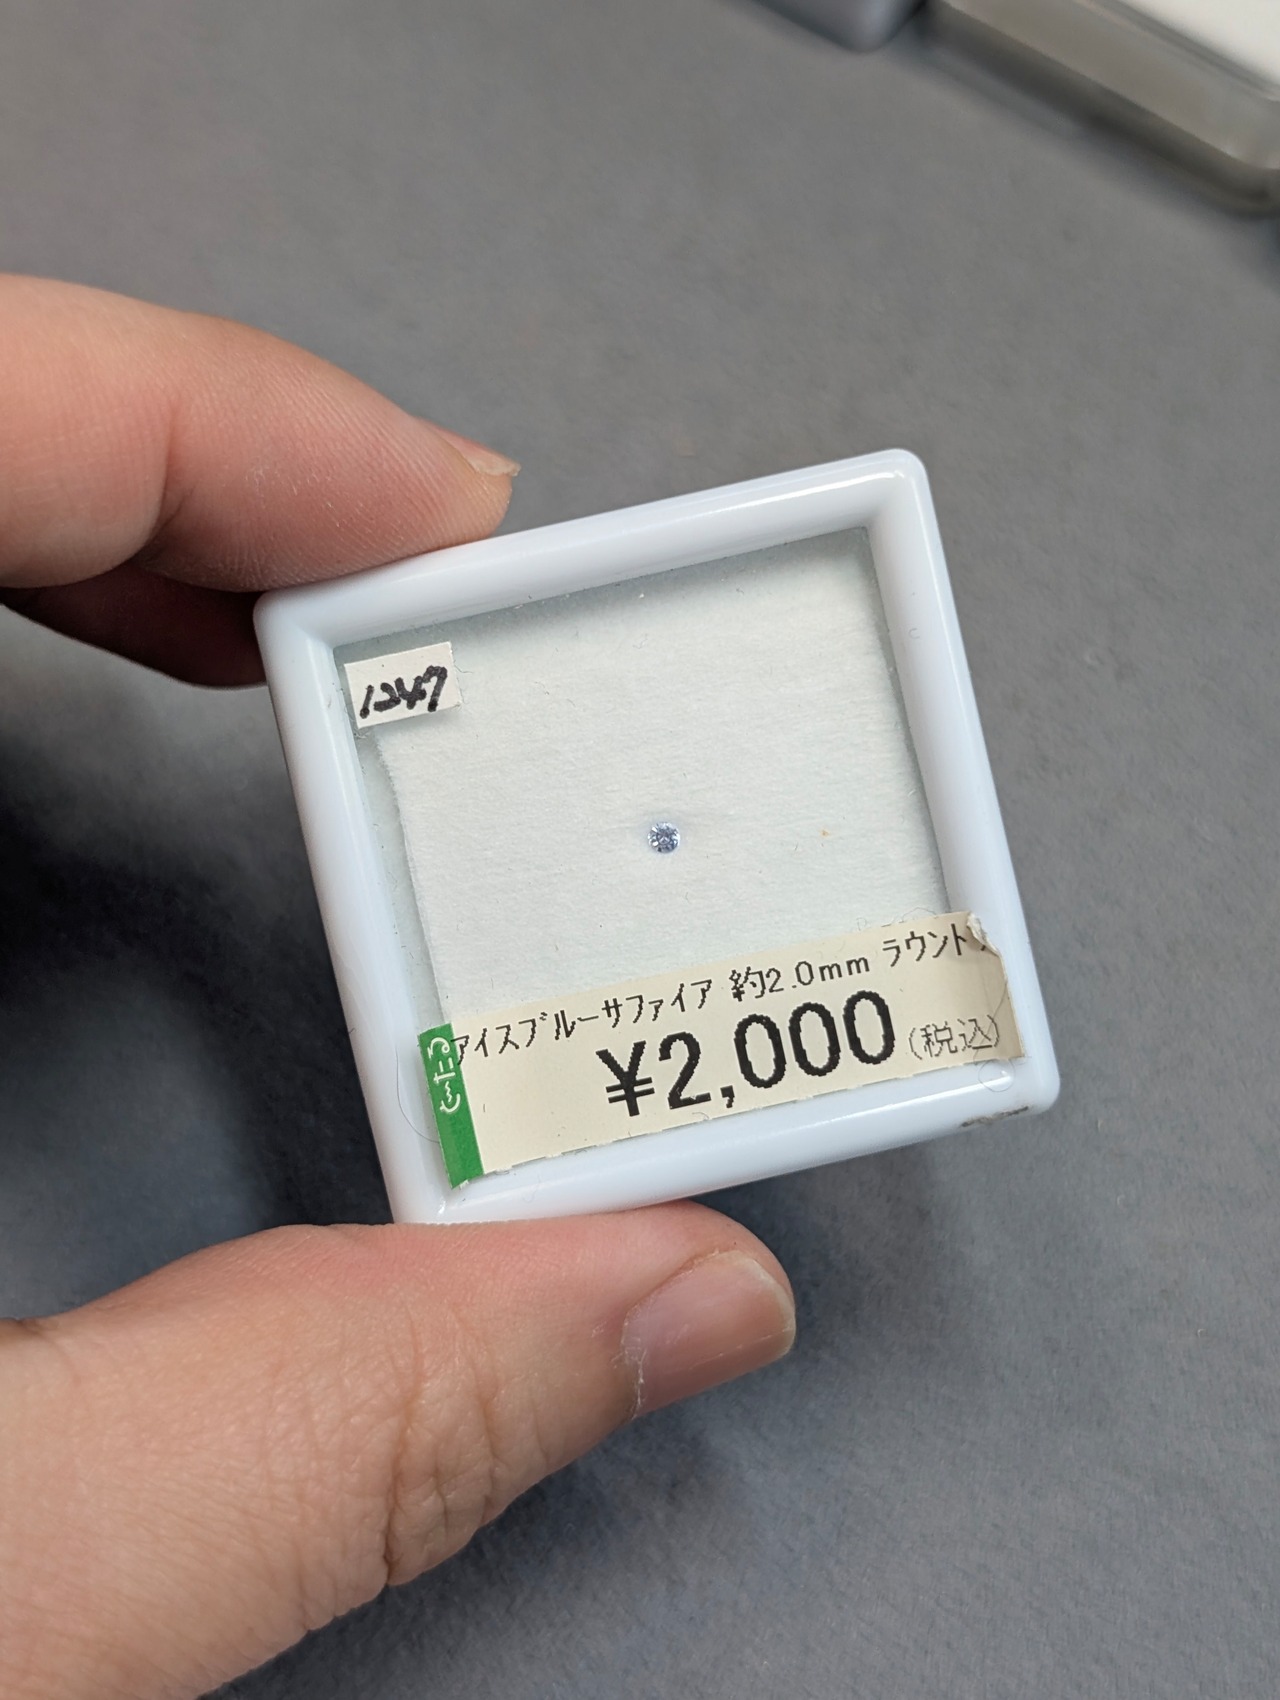 1247
アイスブルーサファイア 約2.0mm ラウンド
¥2,000(税込)